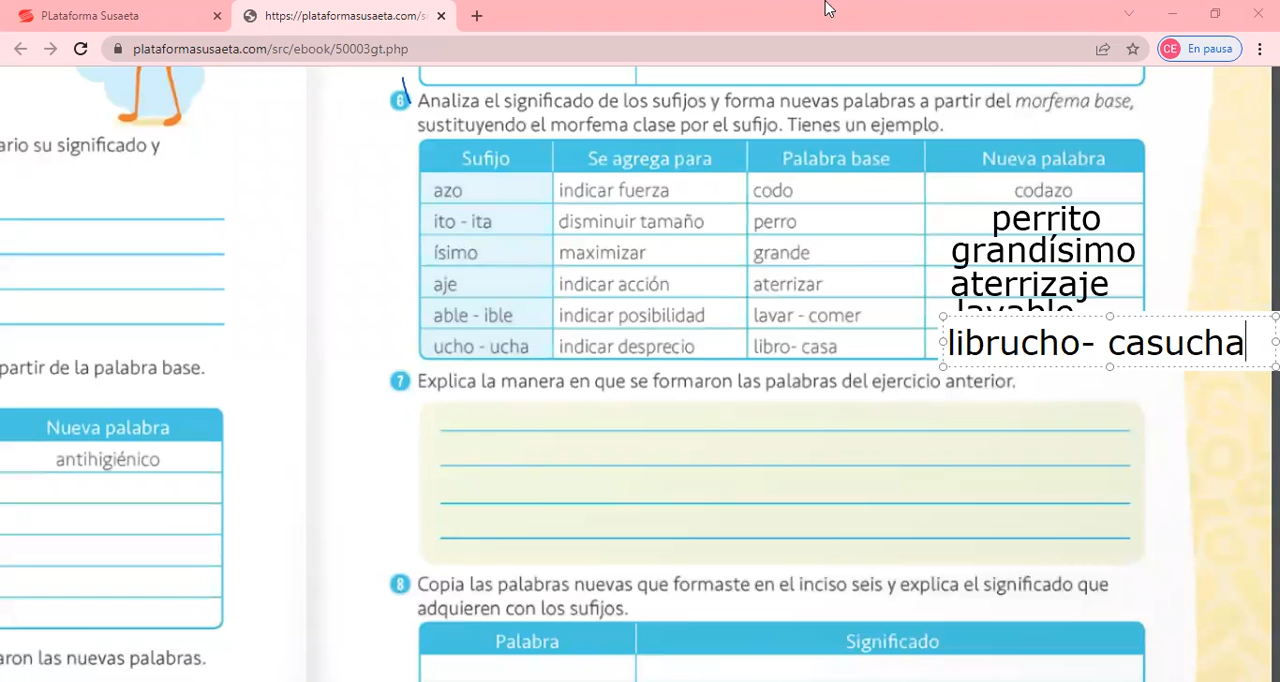 PLataforma Susaeta
https://plataformasusaeta.com/s
plataformasusaeta.com/src/ebook/50003gt.php
CE En pausa
ario su significado y
partir de la palabra base.
Nueva palabra
antihigiénico
aron las nuevas palabras.
6 Analiza el significado de los sufijos y forma nuevas palabras a partir del morfema base,
sustituyendo el morfema clase por el sufijo. Tienes un ejemplo.
Sufijo Se agrega para Palabra base Nueva palabra
azo indicar fuerza codo codazo
ito - ita disminuir tamaño perro perrito
ísimo maximizar grande grandísimo
aje indicar acción aterrizar aterrizaje
able - ible indicar posibilidad lavar - comer lavable
ucho - ucha indicar desprecio libro- casa librucho- casucha
7 Explica la manera en que se formaron las palabras del ejercicio anterior.
8 Copia las palabras nuevas que formaste en el inciso seis y explica el significado que
adquieren con los sufijos.
Palabra Significado